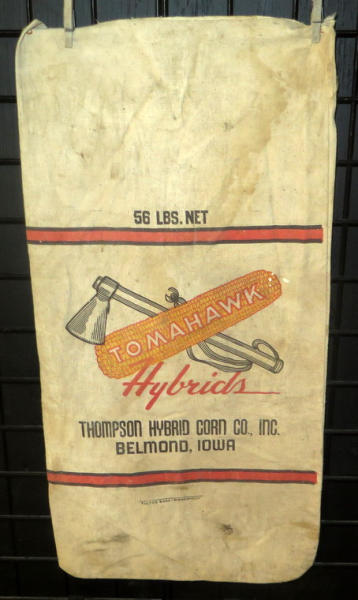 56 LBS. NET
TOMAHAWK
Hybrids
THOMPSON HYBRID CORN CO., INC.
BELMOND, IOWA